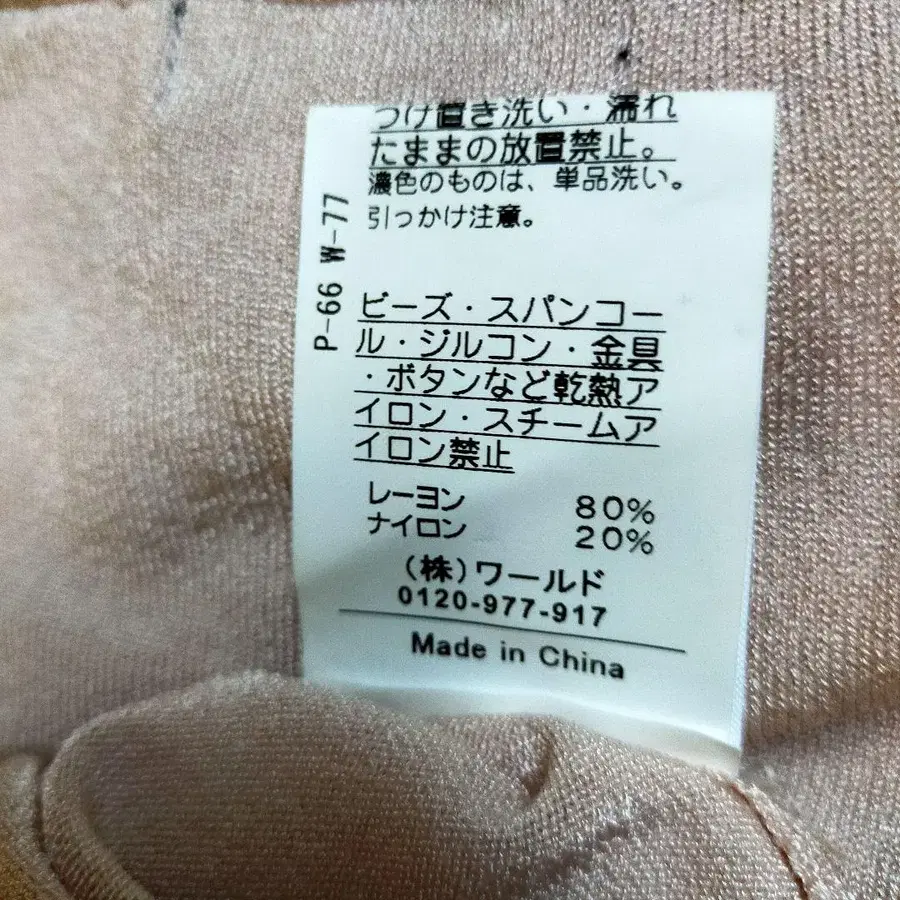 つけ置き洗い・濡れ
たままの放置禁止。
濃色のものは、単品洗い。
引っかけ注意。
P-66 W-77
ビーズ・スパンコー
ル・ジルコン・金具
・ボタンなど乾熱ア
イロン・スチームア
イロン禁止
レーヨン 80%
ナイロン 20%
(株)ワールド
0120-977-917
Made in China